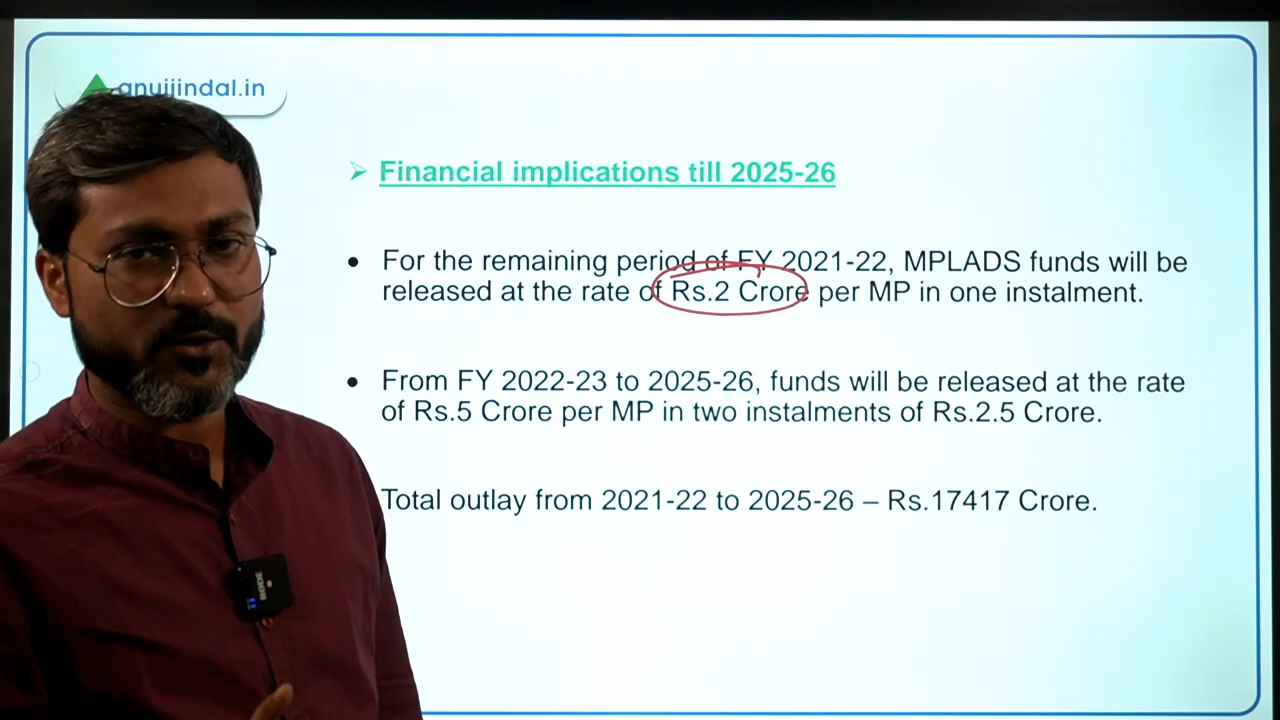 anujjindal.in
Financial implications till 2025-26
For the remaining period of FY 2021-22, MPLADS funds will be
released at the rate of Rs.2 Crore per MP in one instalment.
From FY 2022-23 to 2025-26, funds will be released at the rate
of Rs.5 Crore per MP in two instalments of Rs.2.5 Crore.
Total outlay from 2021-22 to 2025-26 – Rs.17417 Crore.
RODE